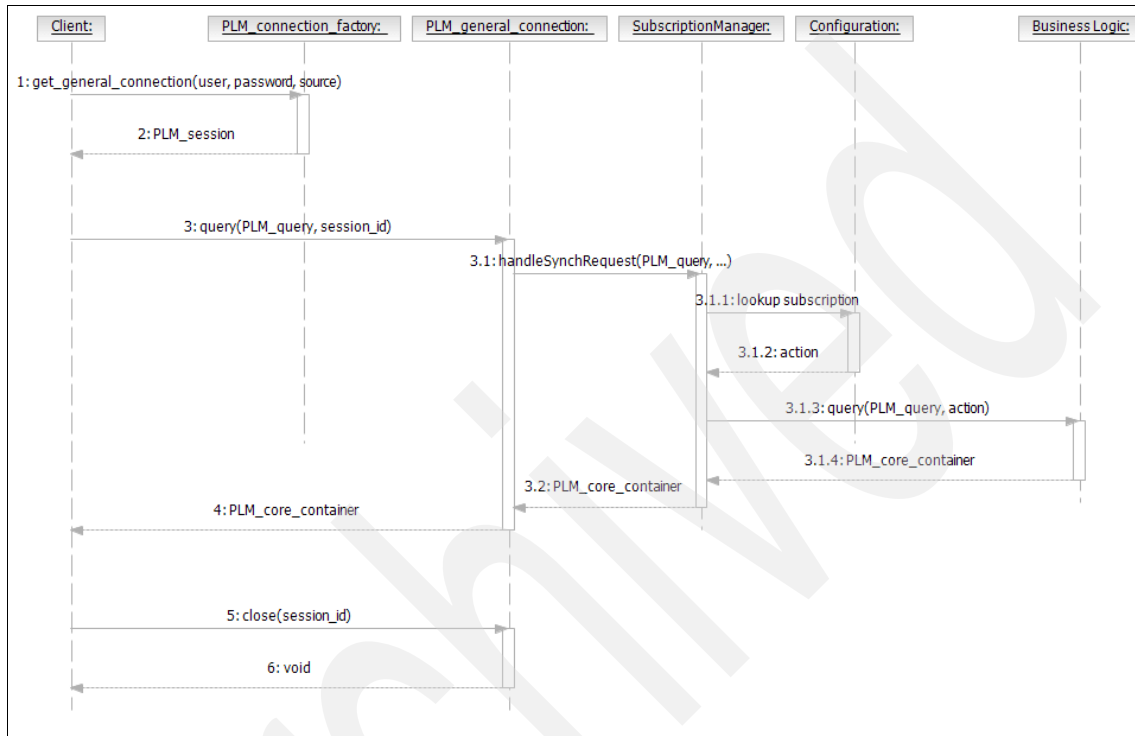 Client:
PLM_connection_factory:
PLM_general_connection:
SubscriptionManager:
Configuration:
Business Logic:
1: get_general_connection(user, password, source)
2: PLM_session
3: query(PLM_query, session_id)
3.1: handleSynchRequest(PLM_query, ...)
3.1.1: lookup subscription
3.1.2: action
3.1.3: query(PLM_query, action)
3.1.4: PLM_core_container
3.2: PLM_core_container
4: PLM_core_container
5: close(session_id)
6: void
chived